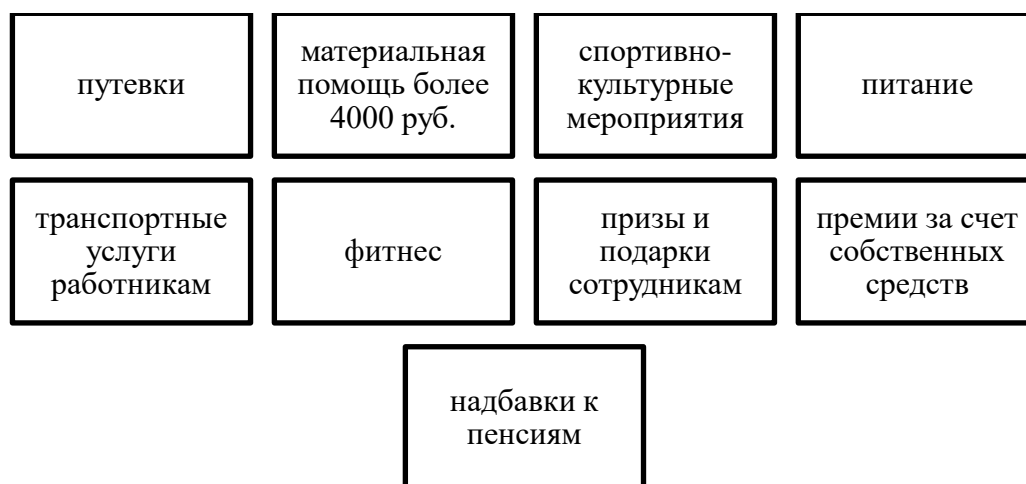 путевки
материальная
помощь более
4000 руб.
спортивно-
культурные
мероприятия
питание
транспортные
услуги
работникам
фитнес
призы и
подарки
сотрудникам
премии за счет
собственных
средств
надбавки к
пенсиям